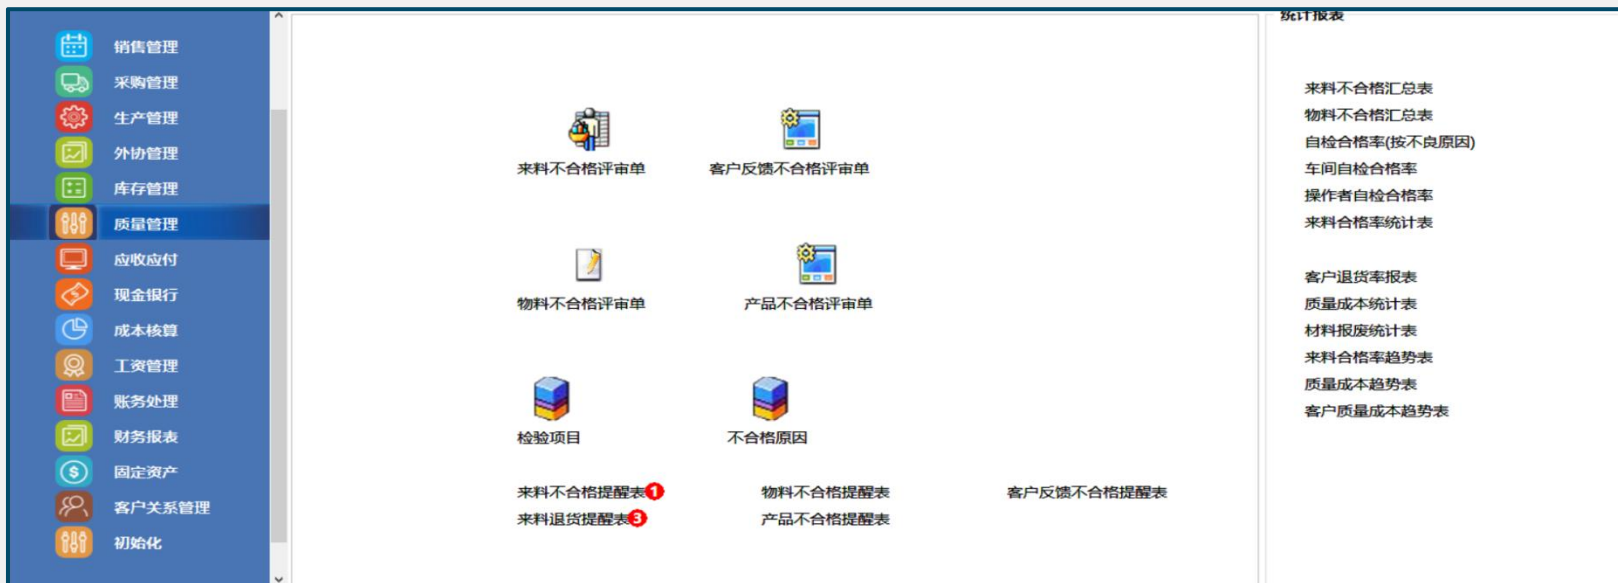 销售管理
采购管理
生产管理
外协管理
库存管理
质量管理
应收应付
现金银行
成本核算
工资管理
账务处理
财务报表
固定资产
客户关系管理
初始化
来料不合格评审单 客户反馈不合格评审单
物料不合格评审单 产品不合格评审单
检验项目 不合格原因
来料不合格提醒表1 物料不合格提醒表 客户反馈不合格提醒表
来料退货提醒表3 产品不合格提醒表
统计报表
来料不合格汇总表
物料不合格汇总表
自检合格率(按不良原因)
车间自检合格率
操作者自检合格率
来料合格率统计表
客户退货率报表
质量成本统计表
材料报废统计表
来料合格率趋势表
质量成本趋势表
客户质量成本趋势表